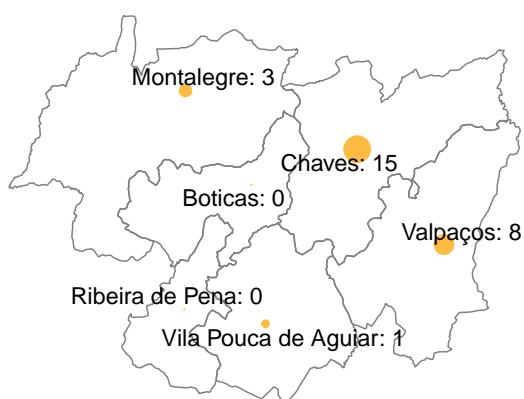 Montalegre: 3
Chaves: 15
Boticas: 0
Valpaços: 8
Ribeira de Pena: 0
Vila Pouca de Aguiar: 1